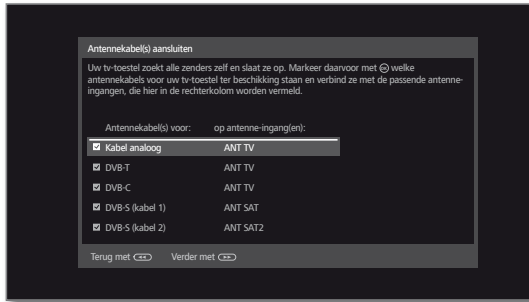 Antennekabel(s) aansluiten
Uw tv-toestel zoekt alle zenders zelf en slaat ze op. Markeer daarvoor met OK welke
antennekabels voor uw tv-toestel ter beschikking staan en verbind ze met de passende antenne-
ingangen, die hier in de rechterkolom worden vermeld.
Antennekabel(s) voor: op antenne-ingang(en):
Kabel analoog ANT TV
DVB-T ANT TV
DVB-C ANT TV
DVB-S (kabel 1) ANT SAT
DVB-S (kabel 2) ANT SAT2
Terug met Verder met